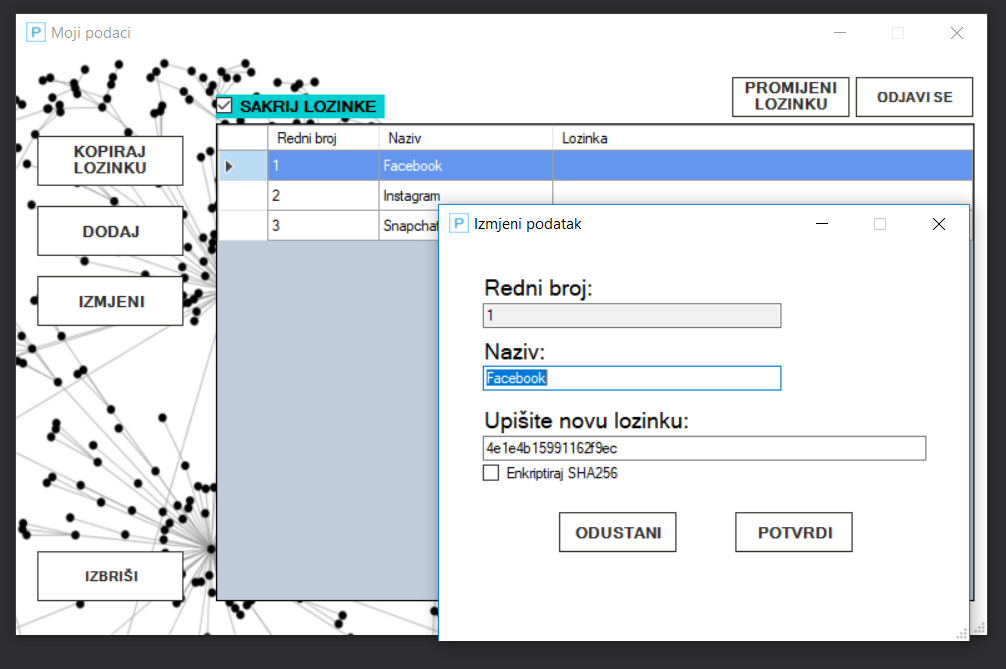 P Moji podaci
SAKRIJ LOZINKE
PROMIJENI
LOZINKU
ODJAVI SE
KOPIRAJ
LOZINKU
DODAJ
IZMJENI
IZBRIŠI
Redni broj Naziv Lozinka
1 Facebook
2 Instagram
3 Snapchat
P Izmjeni podatak
Redni broj:
1
Naziv:
Facebook
Upišite novu lozinku:
4e1e4b15991162f9ec
Enkriptiraj SHA256
ODUSTANI
POTVRDI